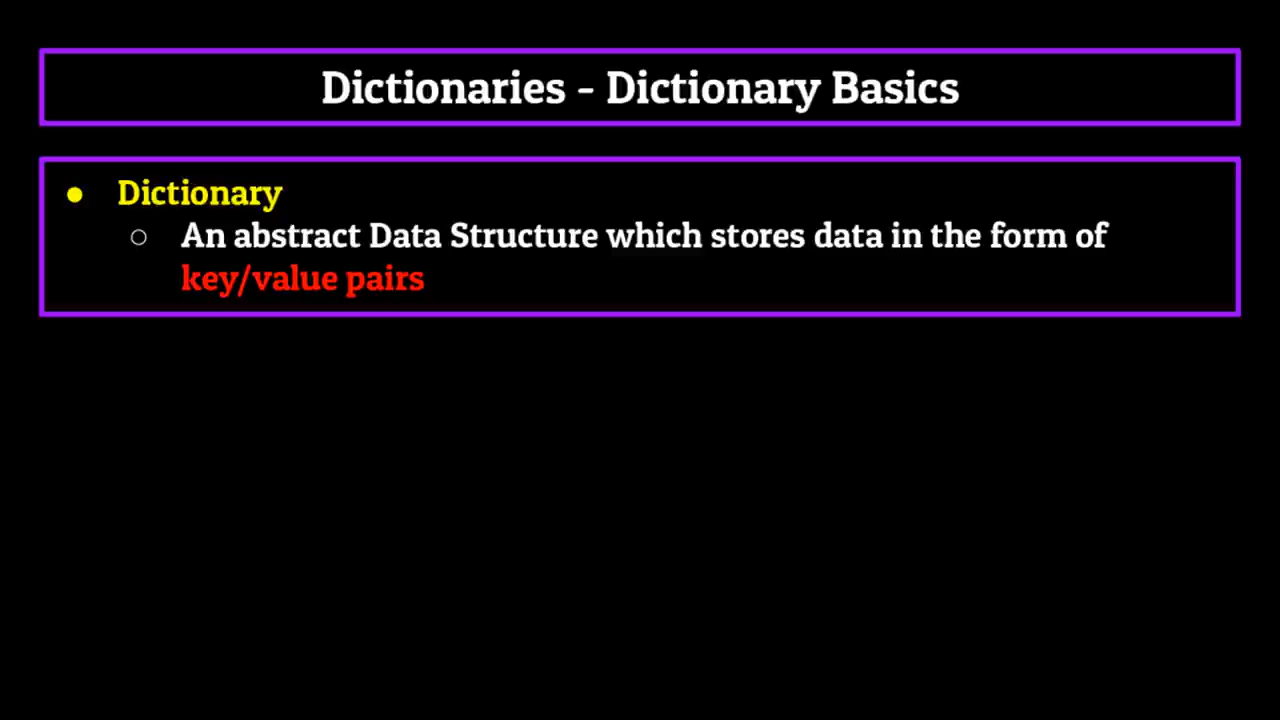 Dictionaries - Dictionary Basics
● Dictionary
○ An abstract Data Structure which stores data in the form of
key/value pairs